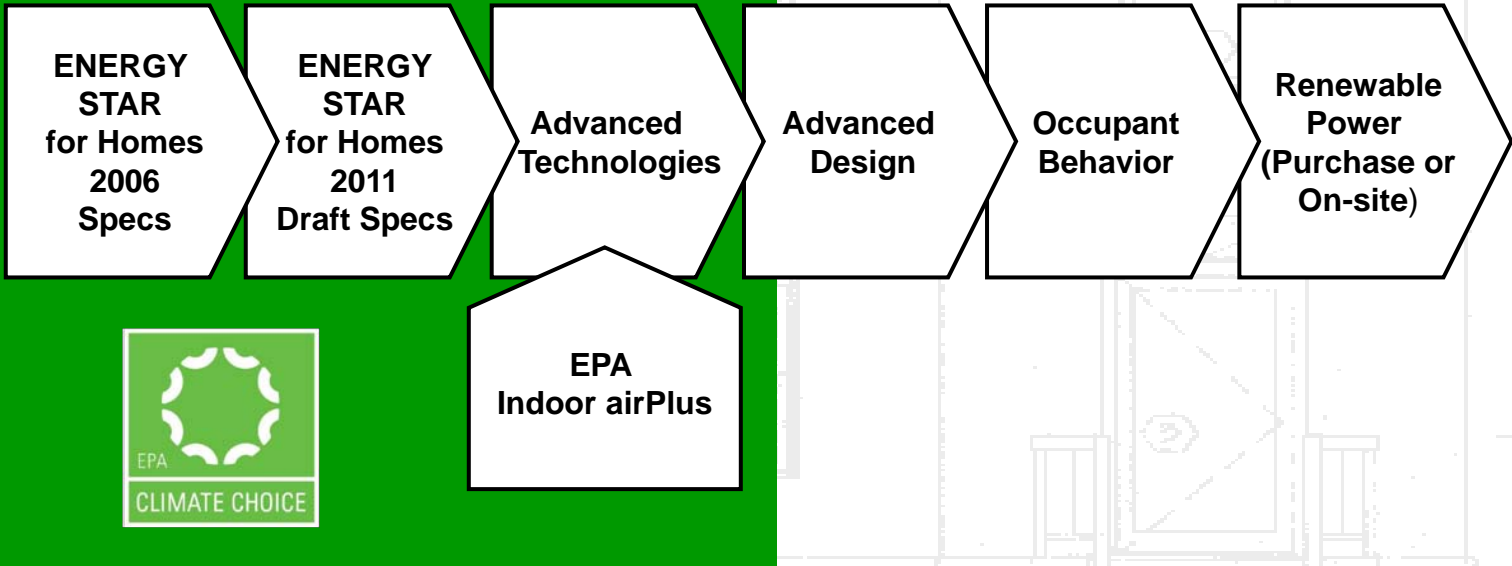 ENERGY
STAR
for Homes
2006
Specs
ENERGY
STAR
for Homes
2011
Draft Specs
Advanced
Technologies
Advanced
Design
Occupant
Behavior
Renewable
Power
(Purchase or
On-site)
EPA
Indoor airPlus
EPA
CLIMATE CHOICE